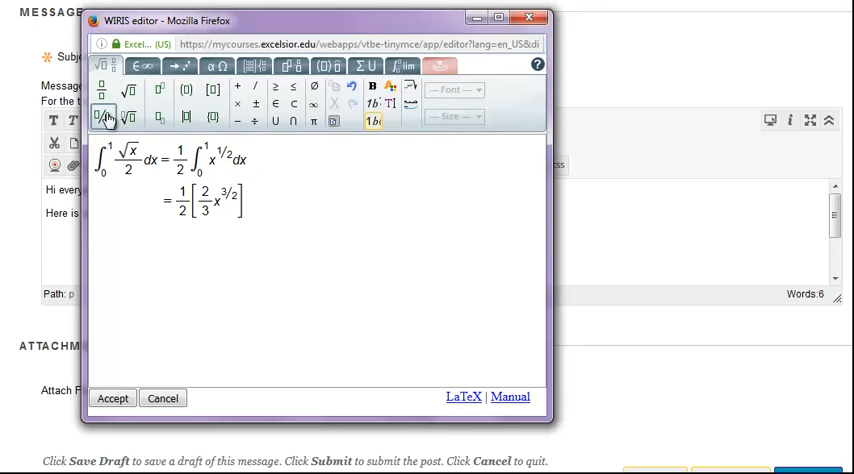 MESSAGE
WIRIS editor - Mozilla Firefox
Excel... (US) https://mycourses.excelsior.edu/webapps/vtbe-tinymce/app/editor?lang=en_US&di
Subje
Message
For the t
— Font —
— Size —
∫₀¹ √x/2 dx = 1/2 ∫₀¹ x^(1/2) dx
= 1/2 [ 2/3 x^(3/2) ]
Hi every
Here is
Path: p
Words:6
ATTACHM
Attach F
Accept
Cancel
LaTeX | Manual
Click Save Draft to save a draft of this message. Click Submit to submit the post. Click Cancel to quit.